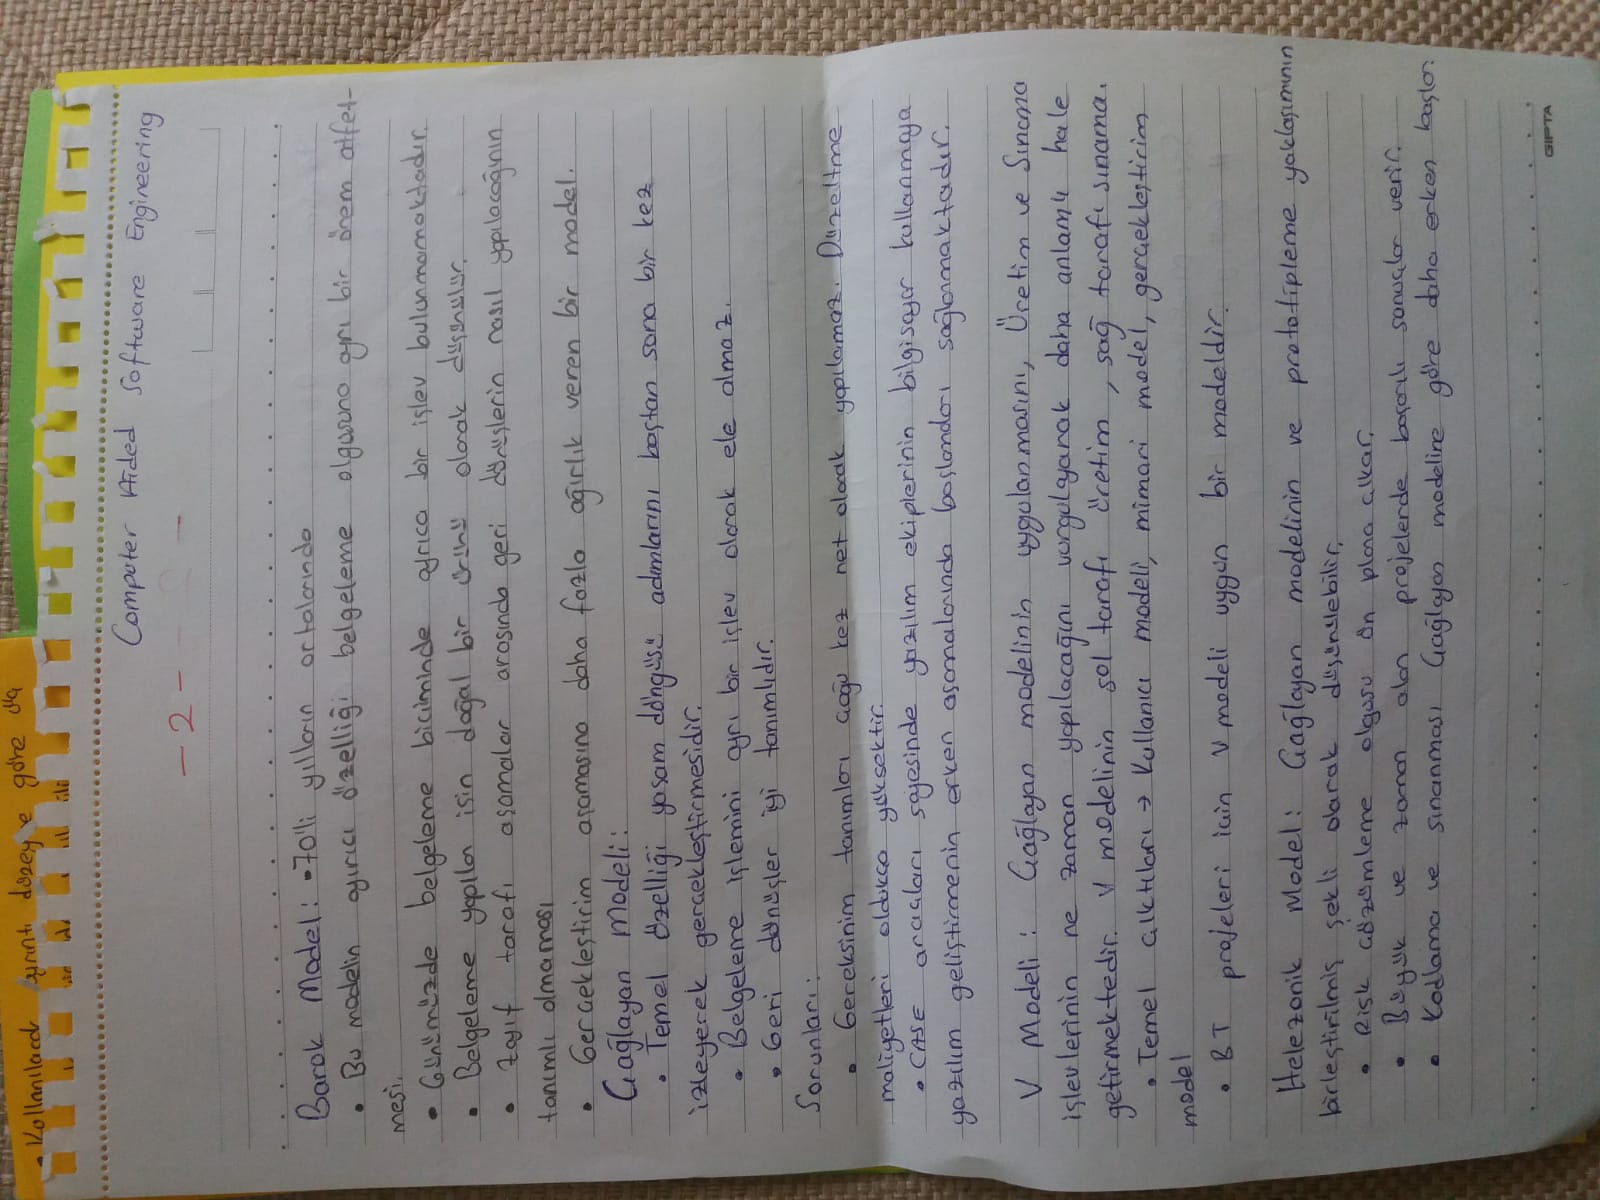 • Kullanılacak ayrıntı düzeyine göre da
Computer Aided Software Engineering
- 2 -
Barok Model: • 70'li yılların ortalarında
• Bu modelin ayırıcı özelliği belgeleme olgusuna ayrı bir önem atfet-
mesi.
• Günümüzde belgeleme biçiminde ayrıca bir işlev bulunmamaktadır.
• Belgeleme yapılan işin doğal bir ürünü olarak düşünülür.
• Zayıf tarafı aşamalar arasında geri dönüşlerin nasıl yapılacağının
tanımlı olmaması
• Gerçekleştirim aşamasına daha fazla ağırlık veren bir model.
Çağlayan Modeli:
• Temel özelliği yaşam döngüsü adımlarını baştan sona bir kez
izleyerek gerçekleştirmesidir.
• Belgeleme işlemini ayrı bir işlev olarak ele almaz.
• Geri dönüşler iyi tanımlıdır.
Sorunları:
• Gereksinim tanımları çoğu kez net olarak yapılamaz. Düzeltme
maliyetleri oldukça yüksektir.
• CASE araçları sayesinde yazılım ekiplerinin bilgisayar kullanmaya
yazılım geliştirmenin erken aşamalarında başlandırı sağlanmaktadır.
V Modeli: Çağlayan modelinin uygulanmasını, Üretim ve Sınama
işlevlerinin ne zaman yapılacağını vurgulayarak daha anlamlı hale
getirmektedir. V modelinin sol tarafı üretim, sağ tarafı sınama.
• Temel çıktıları → Kullanıcı modeli, mimari model, gerçekleştirim
model
• BT projeleri için V modeli uygun bir modeldir.
Helezonik Model: Çağlayan modelinin ve prototipleme yaklaşımının
birleştirilmiş şekli olarak düşünülebilir.
• Risk çözümleme olgusu ön plana çıkar.
• Büyük ve zaman alan projelerde başarılı sonuçlar verir.
• Kodlama ve sınanması Çağlayan modeline göre daha erken başlar.
GIPTA